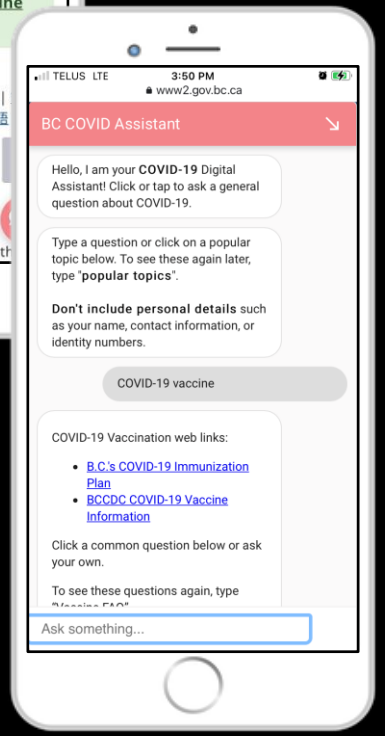 ine
TELUS LTE 3:50 PM
www2.gov.bc.ca
BC COVID Assistant
Hello, I am your COVID-19 Digital
Assistant! Click or tap to ask a general
question about COVID-19.
Type a question or click on a popular
topic below. To see these again later,
type "popular topics".
Don't include personal details such
as your name, contact information, or
identity numbers.
COVID-19 vaccine
COVID-19 Vaccination web links:
• B.C.'s COVID-19 Immunization
Plan
• BCCDC COVID-19 Vaccine
Information
Click a common question below or ask
your own.
To see these questions again, type
"Vaccine FAQ"
Ask something...
th